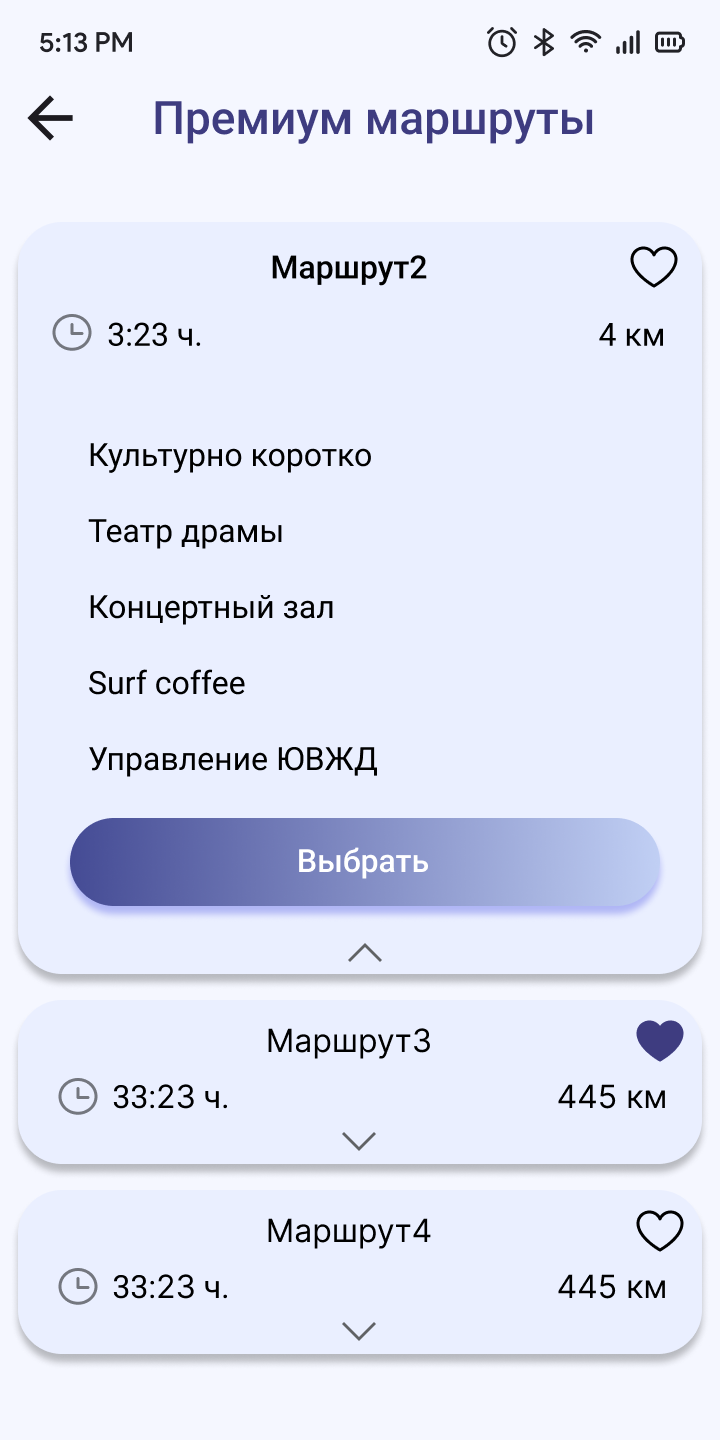 5:13 PM
Премиум маршруты
Маршрут2
3:23 ч.
4 км
Культурно коротко
Театр драмы
Концертный зал
Surf coffee
Управление ЮВЖД
Выбрать
Маршрут3
33:23 ч.
445 км
Маршрут4
33:23 ч.
445 км